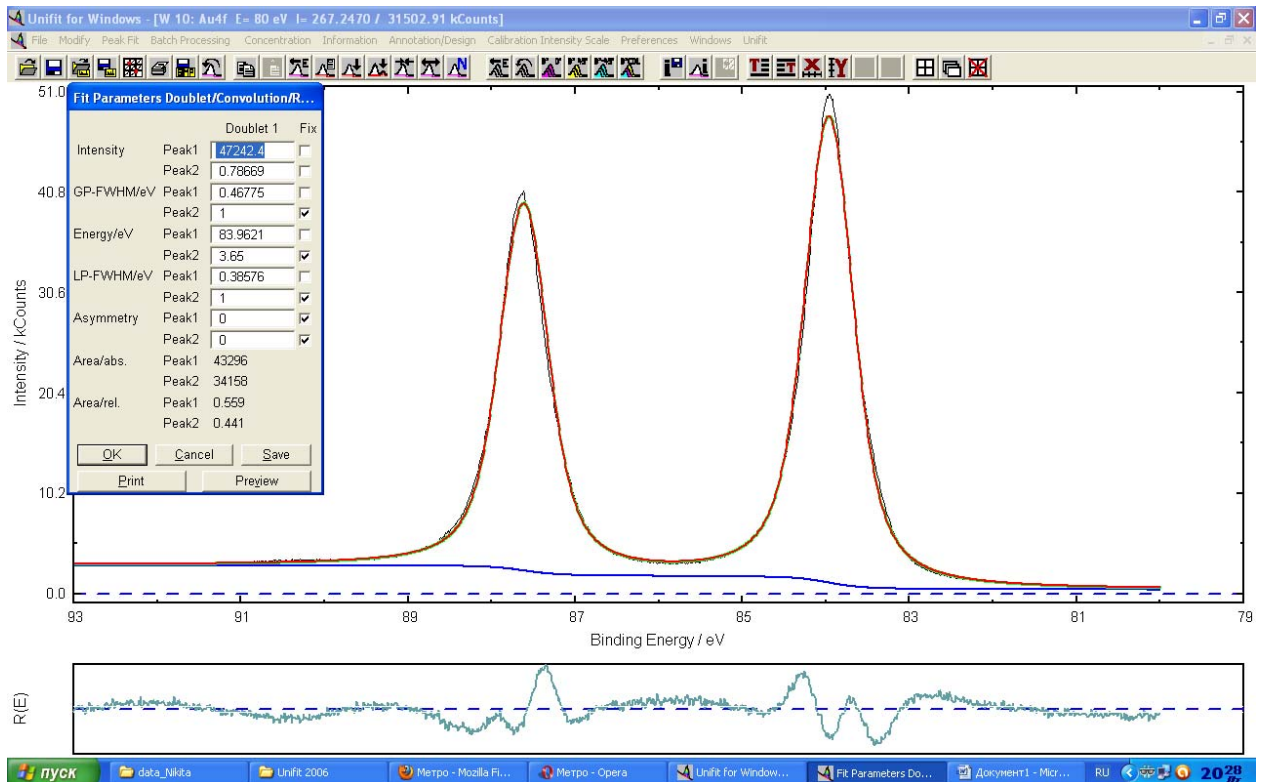 Unifit for Windows - [W 10: Au4f E= 80 eV I= 267.2470 / 31502.91 kCounts]
File Modify Peak Fit Batch Processing Concentration Information Annotation/Design Calibration Intensity Scale Preferences Windows Unifit
Fit Parameters Doublet/Convolution/R...
Doublet 1 Fix
Intensity Peak1 47242.4
Peak2 0.78669
GP-FWHM/eV Peak1 0.46775
Peak2 1
Energy/eV Peak1 83.9621
Peak2 3.65
LP-FWHM/eV Peak1 0.38576
Peak2 1
Asymmetry Peak1 0
Peak2 0
Area/abs. Peak1 43296
Peak2 34158
Area/rel. Peak1 0.559
Peak2 0.441
OK Cancel Save
Print Preview
51.0
40.8
30.6
20.4
10.2
0.0
Intensity / kCounts
93 91 89 87 85 83 81 79
Binding Energy / eV
R(E)
пуск data_Nikita Unifit 2006 Метро - Mozilla Fi... Метро - Opera Unifit for Window... Fit Parameters Do... Документ1 - Micr... RU 20 28